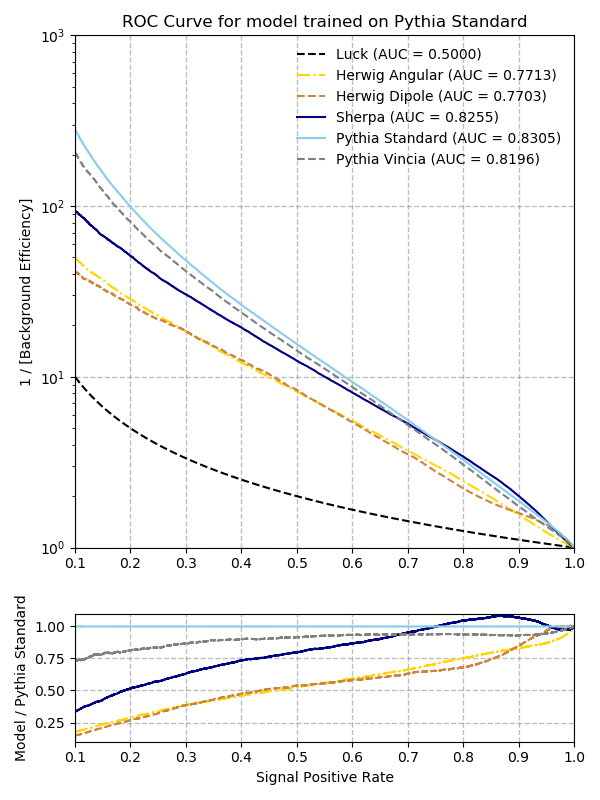 ROC Curve for model trained on Pythia Standard
10³
10²
10¹
10⁰
1 / [Background Efficiency]
Luck (AUC = 0.5000)
Herwig Angular (AUC = 0.7713)
Herwig Dipole (AUC = 0.7703)
Sherpa (AUC = 0.8255)
Pythia Standard (AUC = 0.8305)
Pythia Vincia (AUC = 0.8196)
0.1 0.2 0.3 0.4 0.5 0.6 0.7 0.8 0.9 1.0
Model / Pythia Standard
1.00
0.75
0.50
0.25
0.1 0.2 0.3 0.4 0.5 0.6 0.7 0.8 0.9 1.0
Signal Positive Rate